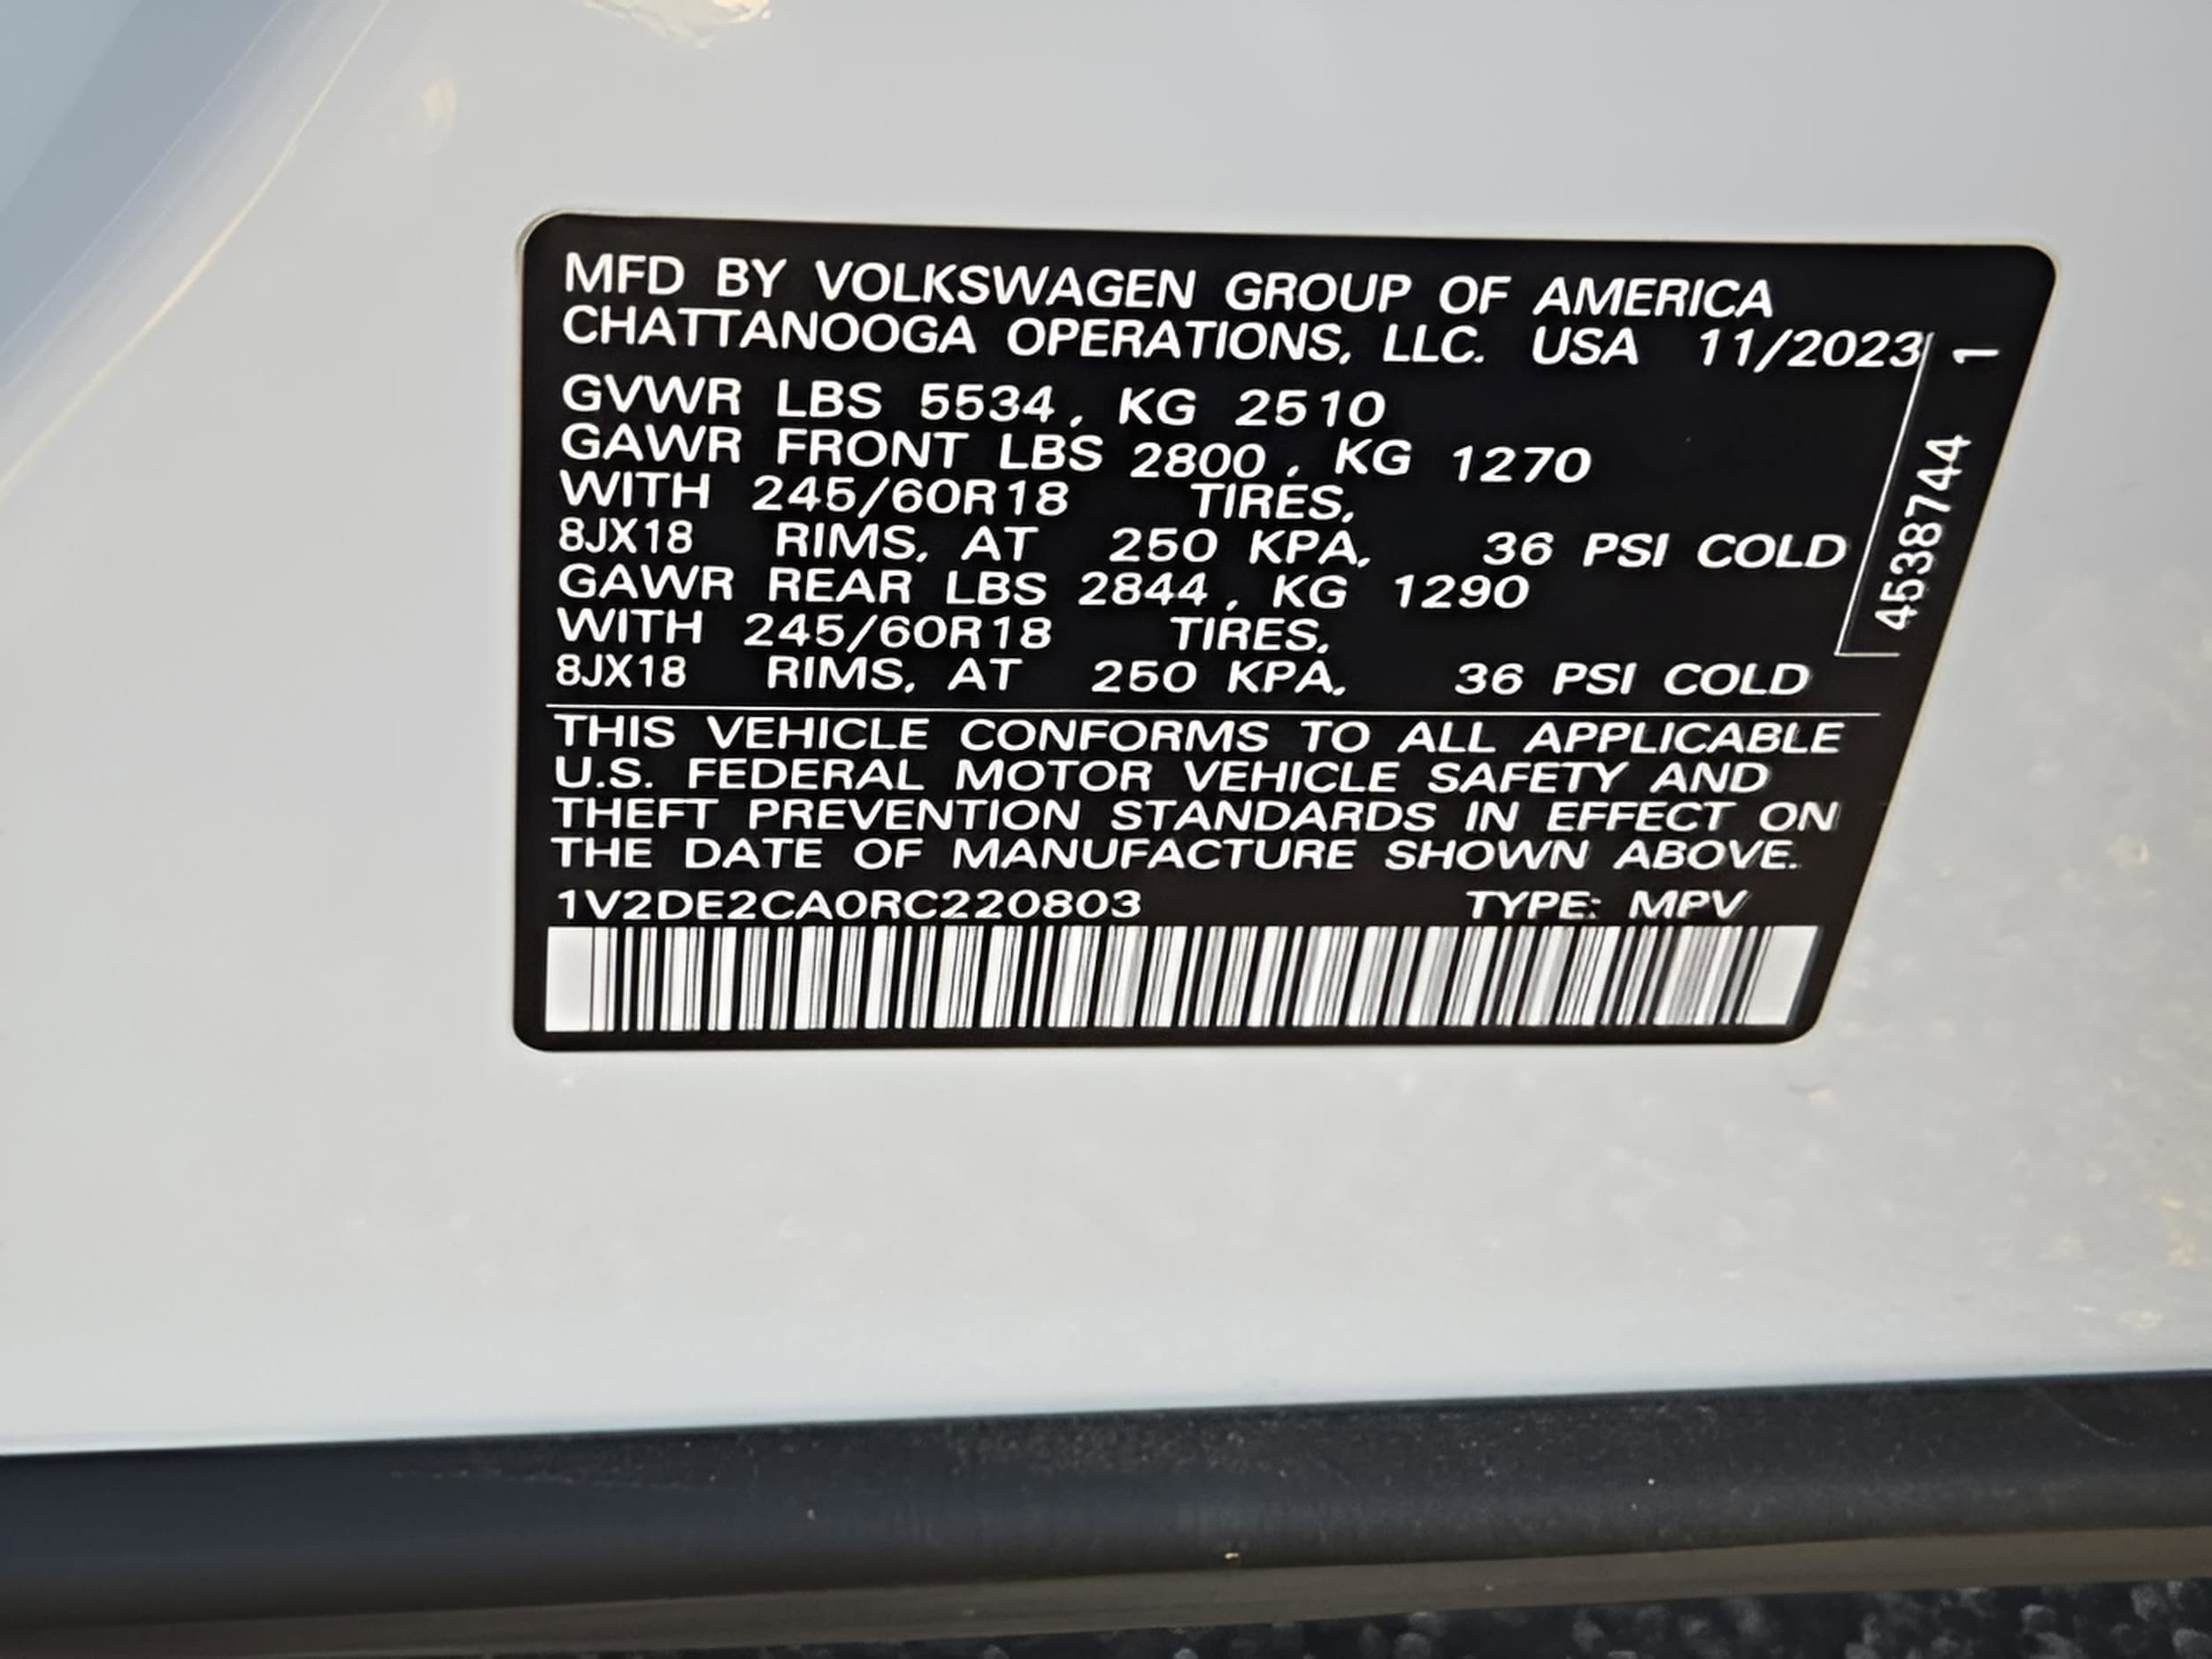 MFD BY VOLKSWAGEN GROUP OF AMERICA
CHATTANOOGA OPERATIONS, LLC. USA 11/2023
GVWR LBS 5534, KG 2510
GAWR FRONT LBS 2800, KG 1270
WITH 245/60R18 TIRES,
8JX18 RIMS, AT 250 KPA, 36 PSI COLD
GAWR REAR LBS 2844, KG 1290
WITH 245/60R18 TIRES,
8JX18 RIMS, AT 250 KPA, 36 PSI COLD
4538744 1
THIS VEHICLE CONFORMS TO ALL APPLICABLE
U.S. FEDERAL MOTOR VEHICLE SAFETY AND
THEFT PREVENTION STANDARDS IN EFFECT ON
THE DATE OF MANUFACTURE SHOWN ABOVE.
1V2DE2CA0RC220803 TYPE: MPV